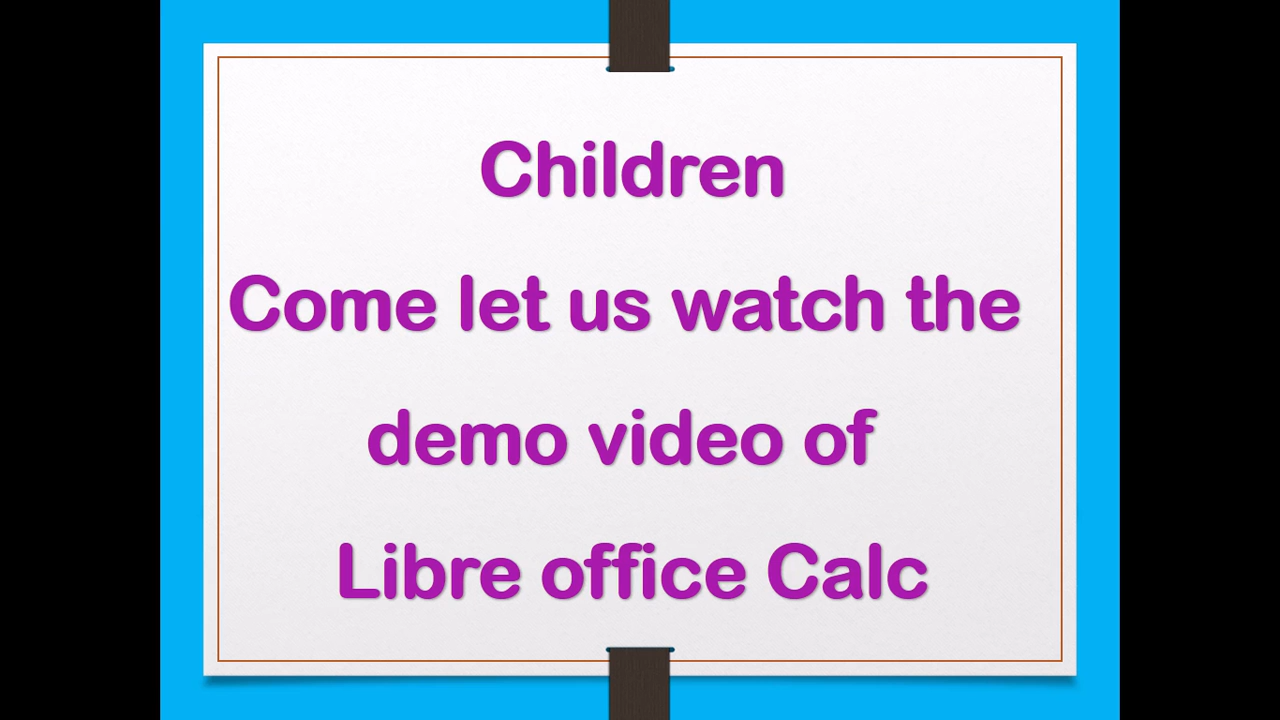 Children
Come let us watch the
demo video of
Libre office Calc